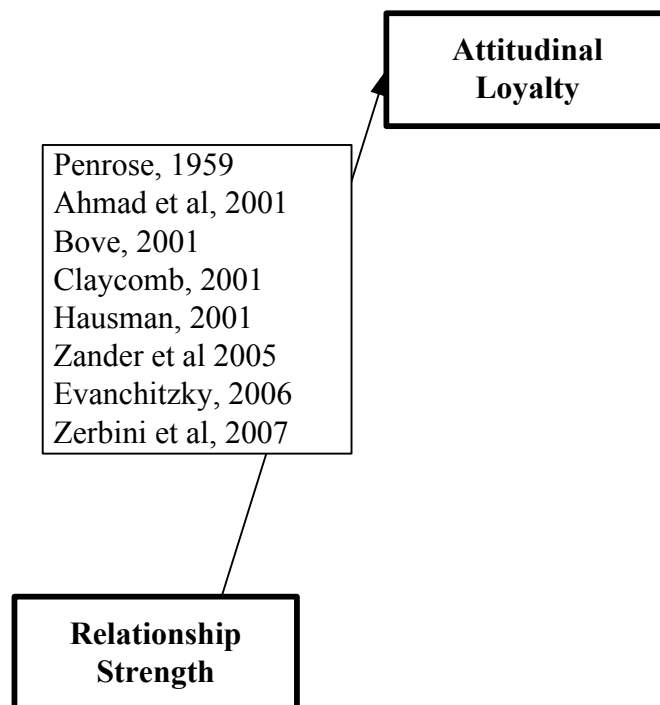 Attitudinal
Loyalty
Penrose, 1959
Ahmad et al, 2001
Bove, 2001
Claycomb, 2001
Hausman, 2001
Zander et al 2005
Evanchitzky, 2006
Zerbini et al, 2007
Relationship
Strength